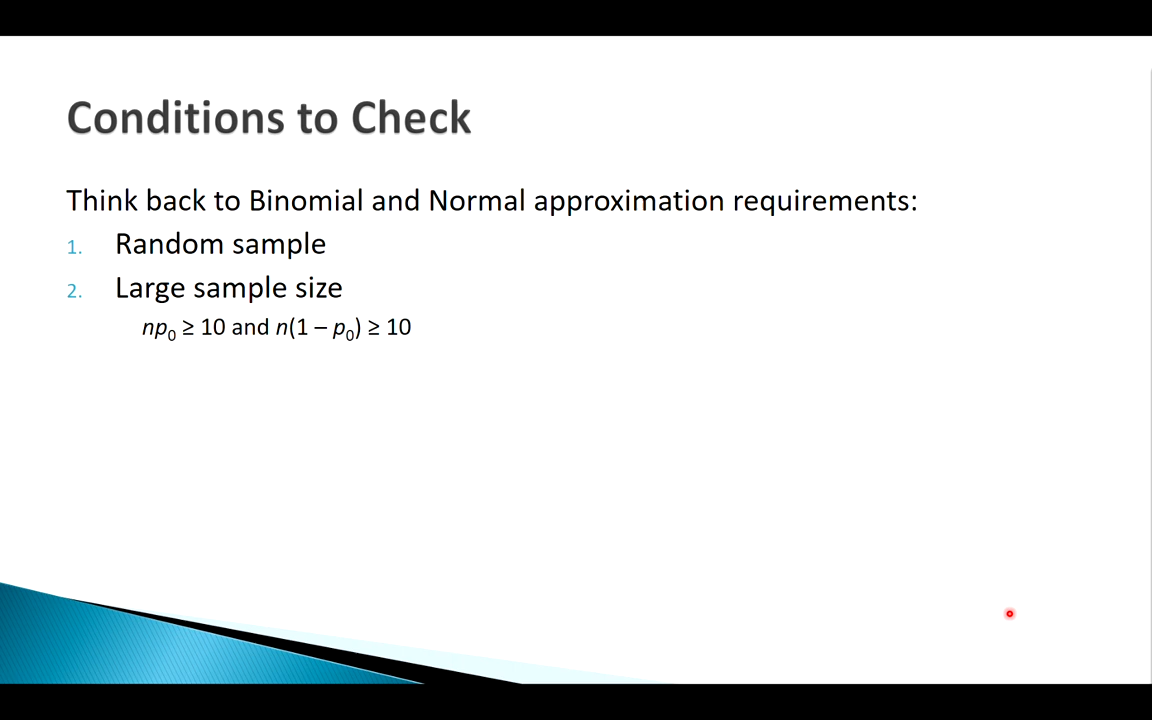 Conditions to Check
Think back to Binomial and Normal approximation requirements:
1. Random sample
2. Large sample size
np₀ ≥ 10 and n(1 – p₀) ≥ 10